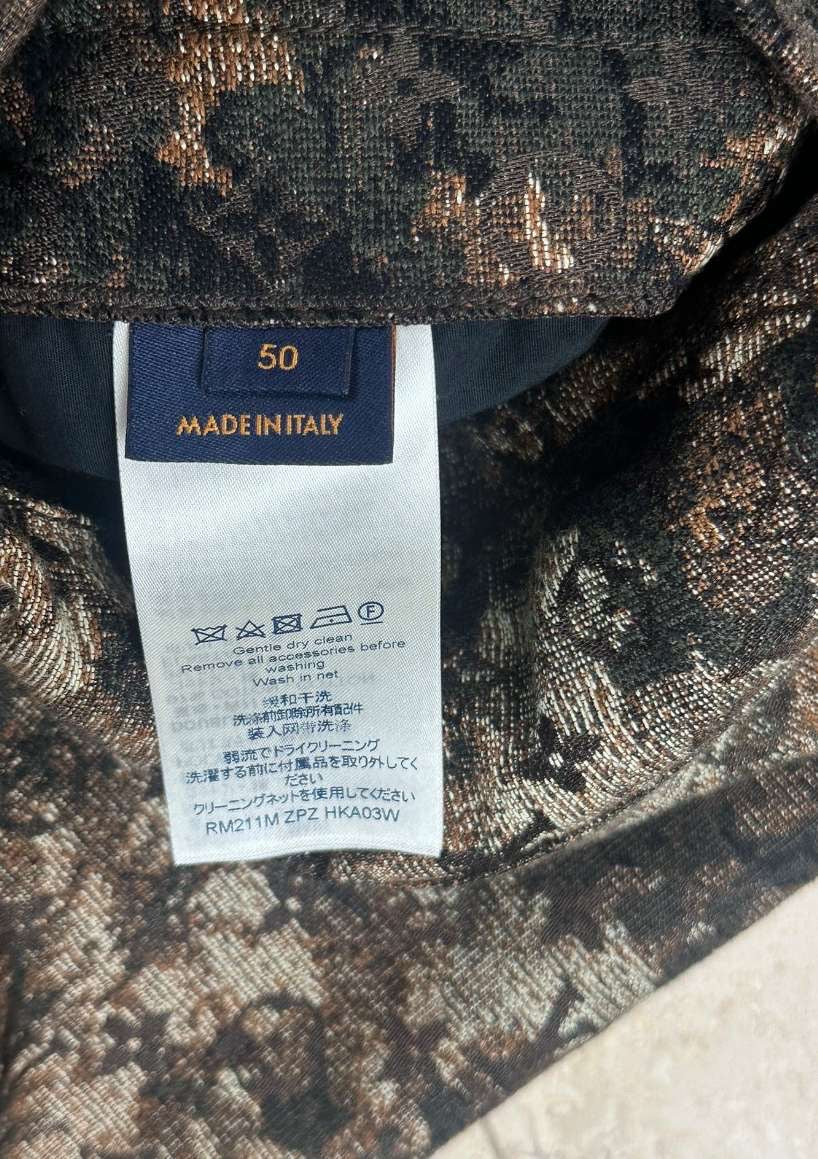 50
MADE IN ITALY
Gentle dry clean
Remove all accessories before
washing
Wash in net
缓和干洗
洗涤前卸除所有配件
装入网带洗涤
弱流でドライクリーニング
洗濯する前に付属品を取り外してく
ださい
クリーニングネットを使用してください
RM211M ZPZ HKA03W